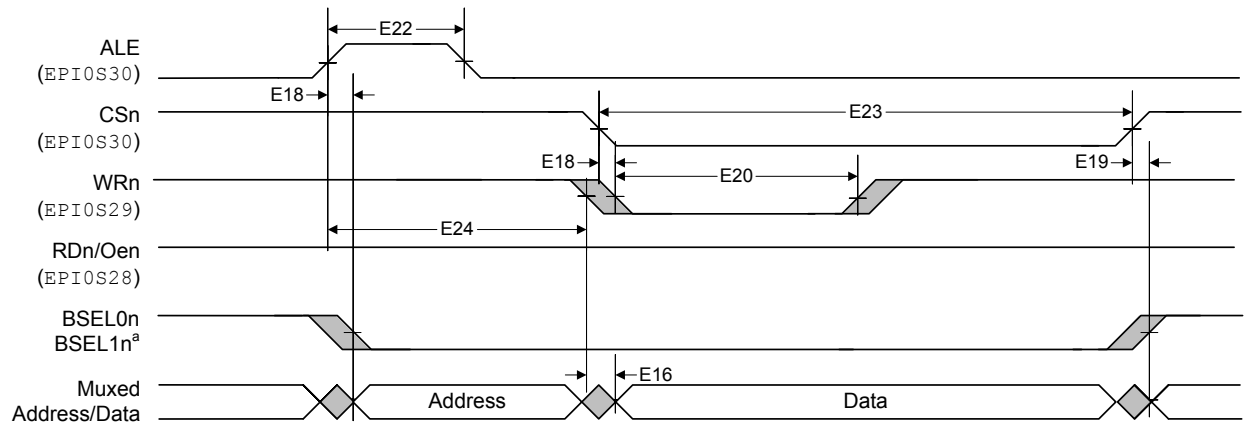 E22
ALE
(EPI0S30)
E18
CSn
(EPI0S30)
E23
E18
E20
E19
WRn
(EPI0S29)
E24
RDn/Oen
(EPI0S28)
BSEL0n
BSEL1nª
E16
Muxed
Address/Data
Address
Data